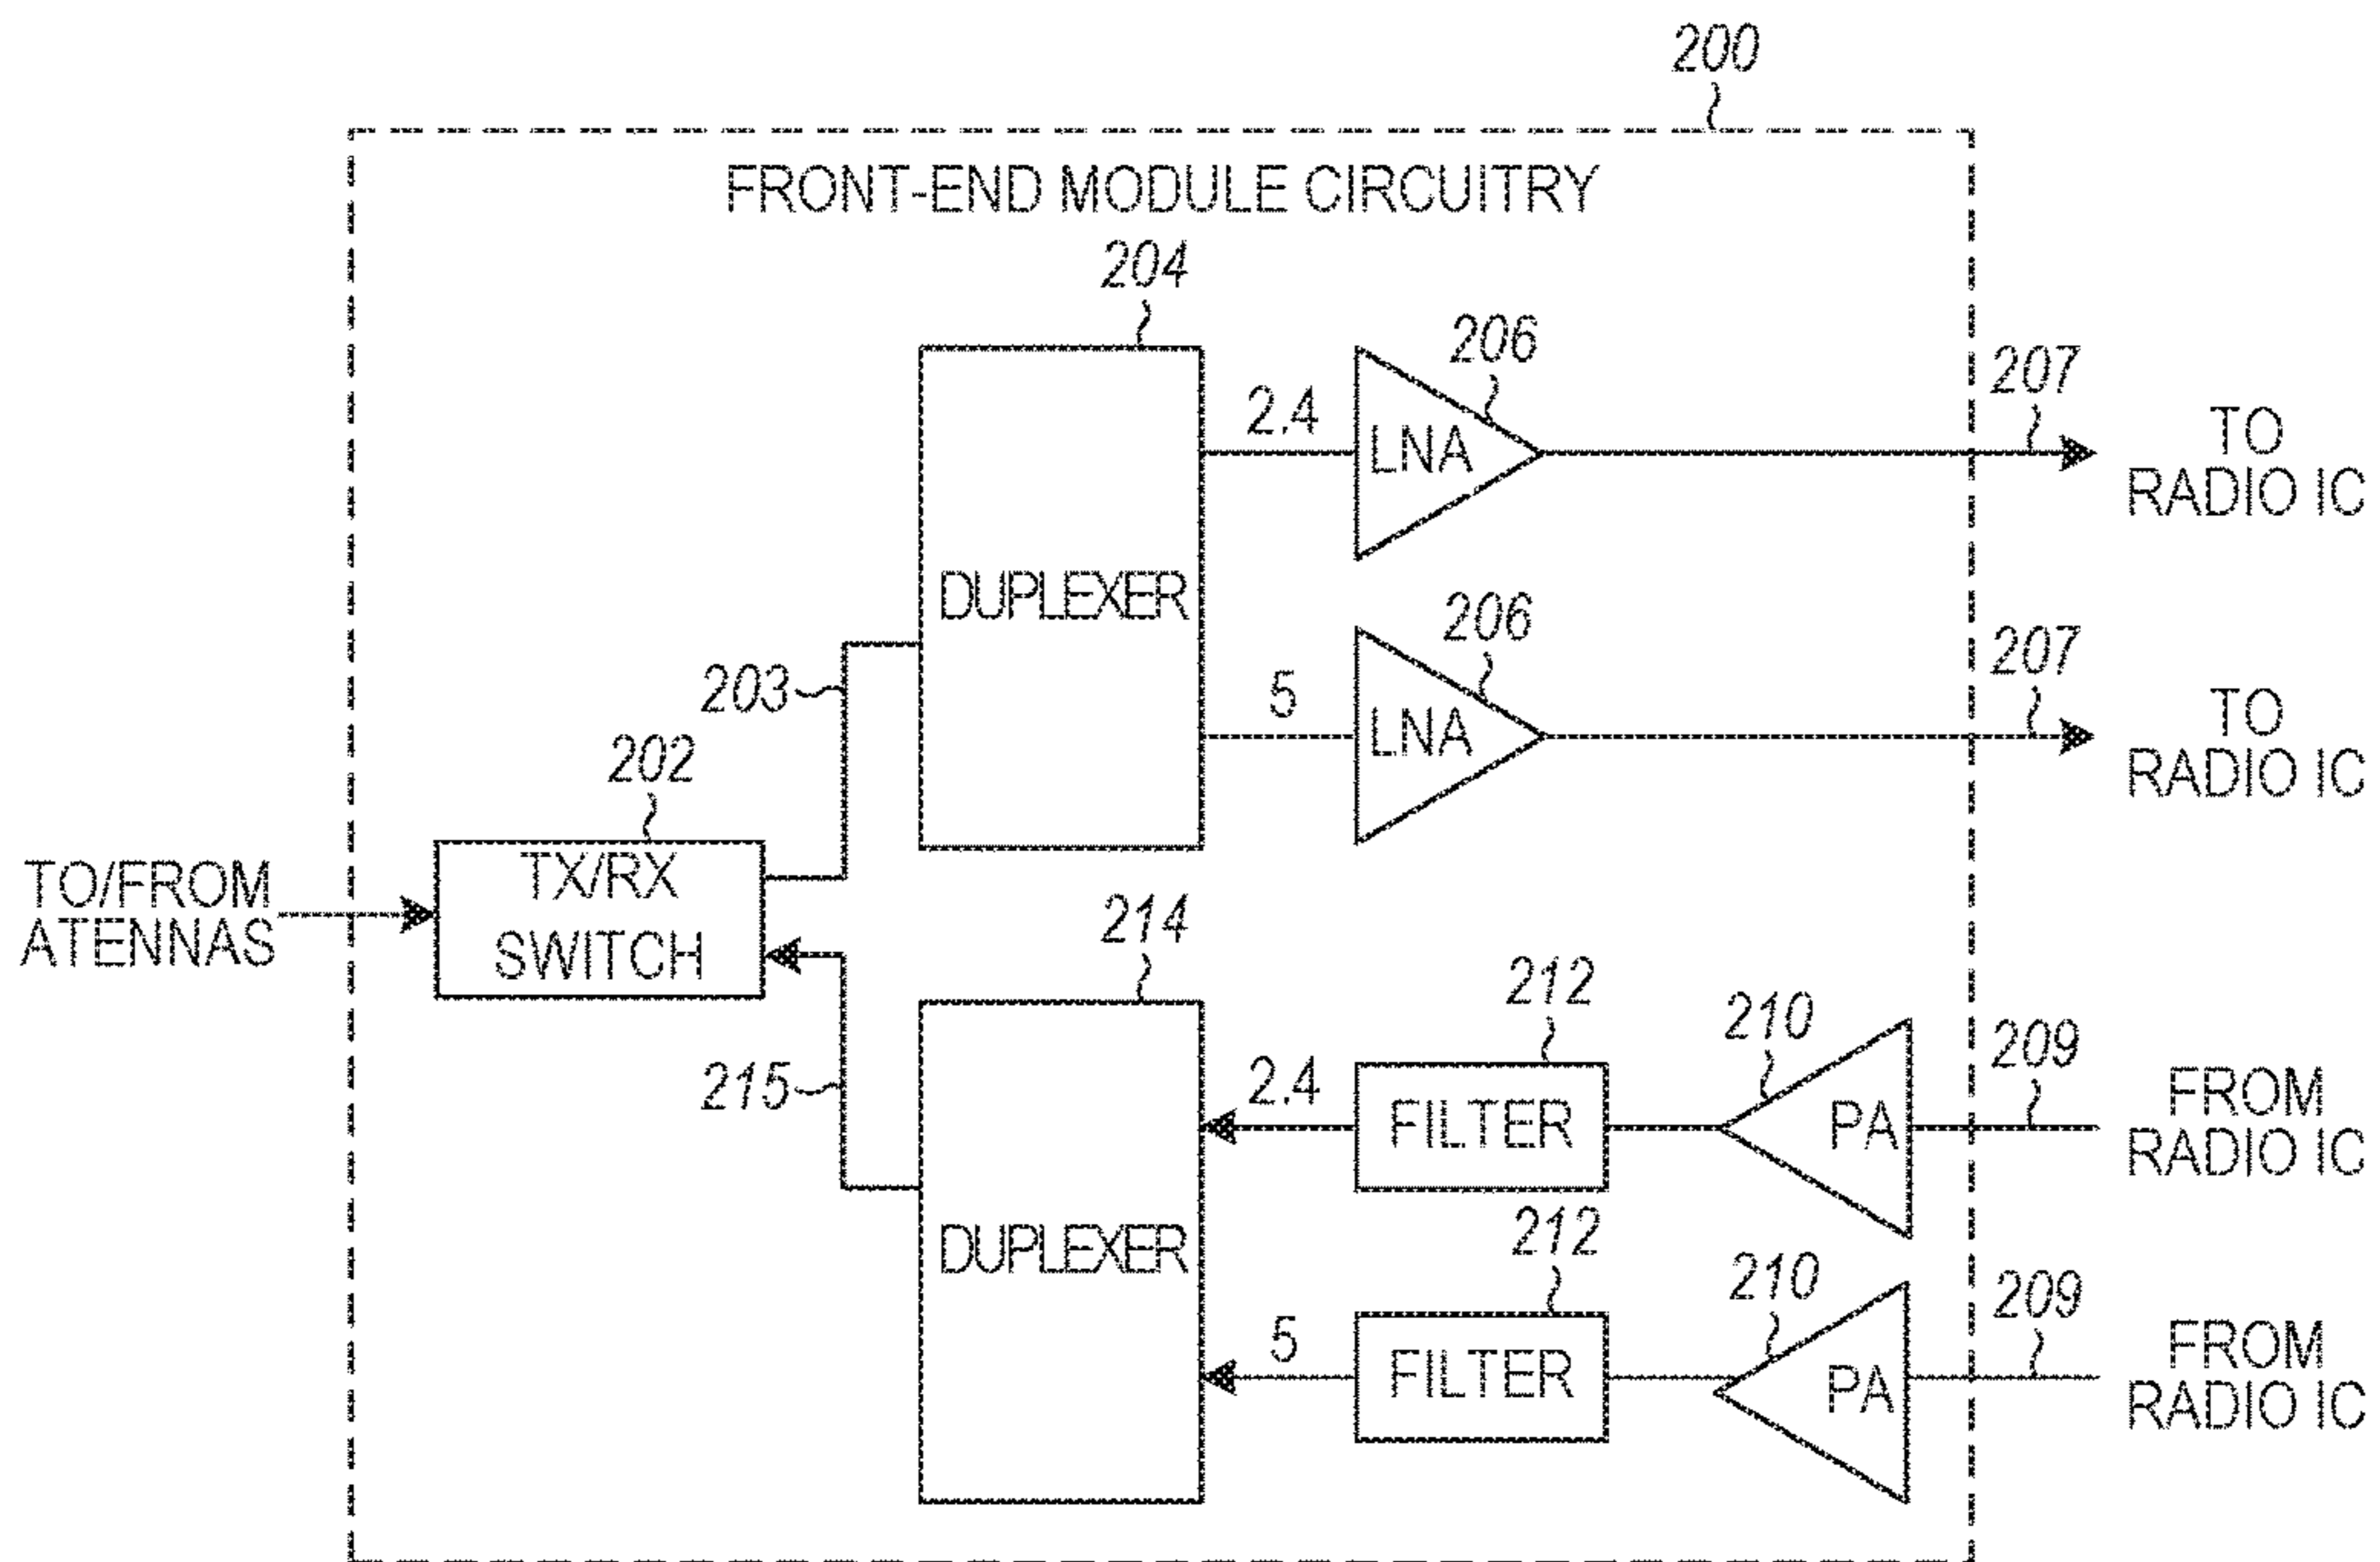 200
FRONT-END MODULE CIRCUITRY
204
206
2.4
LNA
207
TO
RADIO IC
DUPLEXER
206
5
LNA
207
TO
RADIO IC
203
202
TX/RX
SWITCH
TO/FROM
ATENNAS
215
214
DUPLEXER
2.4
212
FILTER
210
PA
209
FROM
RADIO IC
5
212
FILTER
210
PA
209
FROM
RADIO IC